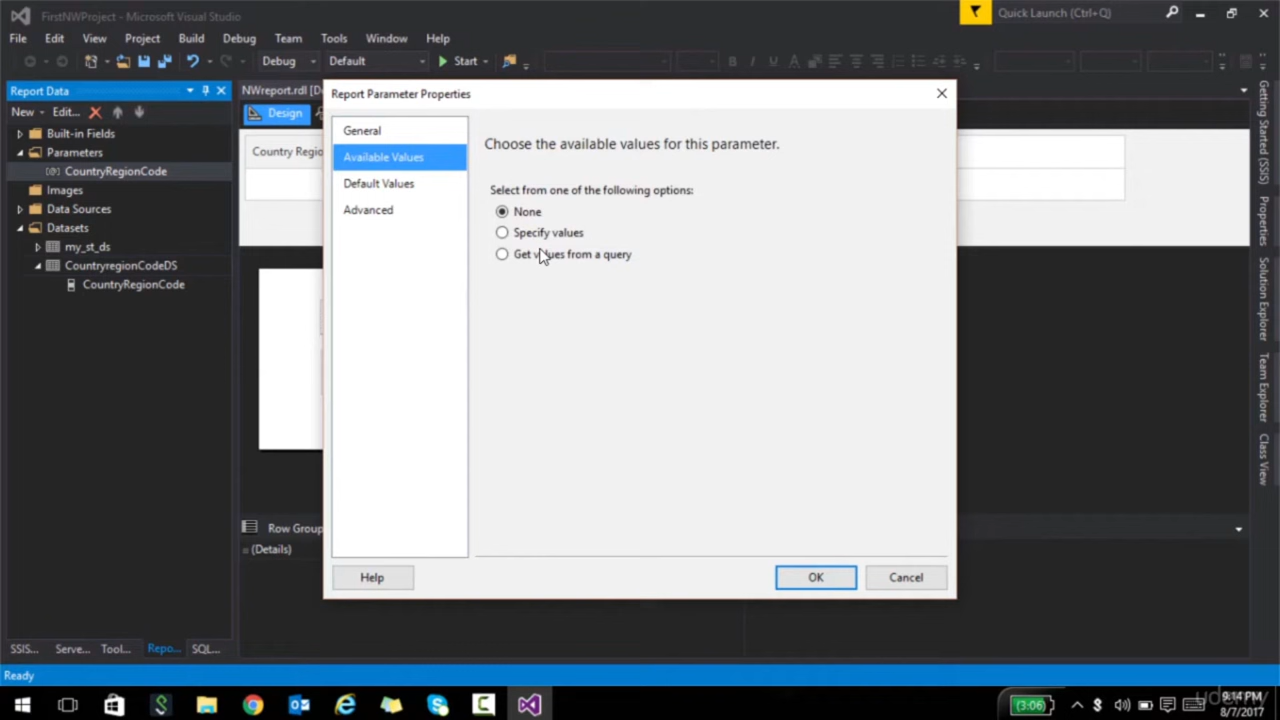 FirstNWProject - Microsoft Visual Studio
Quick Launch (Ctrl+Q)
File Edit View Project Build Debug Team Tools Window Help
Debug Default Start
Report Data
NWreport.rdl
New Edit...
Design
Built-in Fields
Parameters
CountryRegionCode
Images
Data Sources
Datasets
my_st_ds
CountryregionCodeDS
CountryRegionCode
Country Regio
Report Parameter Properties
General
Available Values
Default Values
Advanced
Choose the available values for this parameter.
Select from one of the following options:
None
Specify values
Get values from a query
Help
OK
Cancel
Row Group
(Details)
Getting Started (SSIS)
Properties
Solution Explorer
Team Explorer
Class View
SSIS... Serve... Tool... Repo... SQL...
Ready
(3:06)
9:14 PM
8/7/2017
udemy